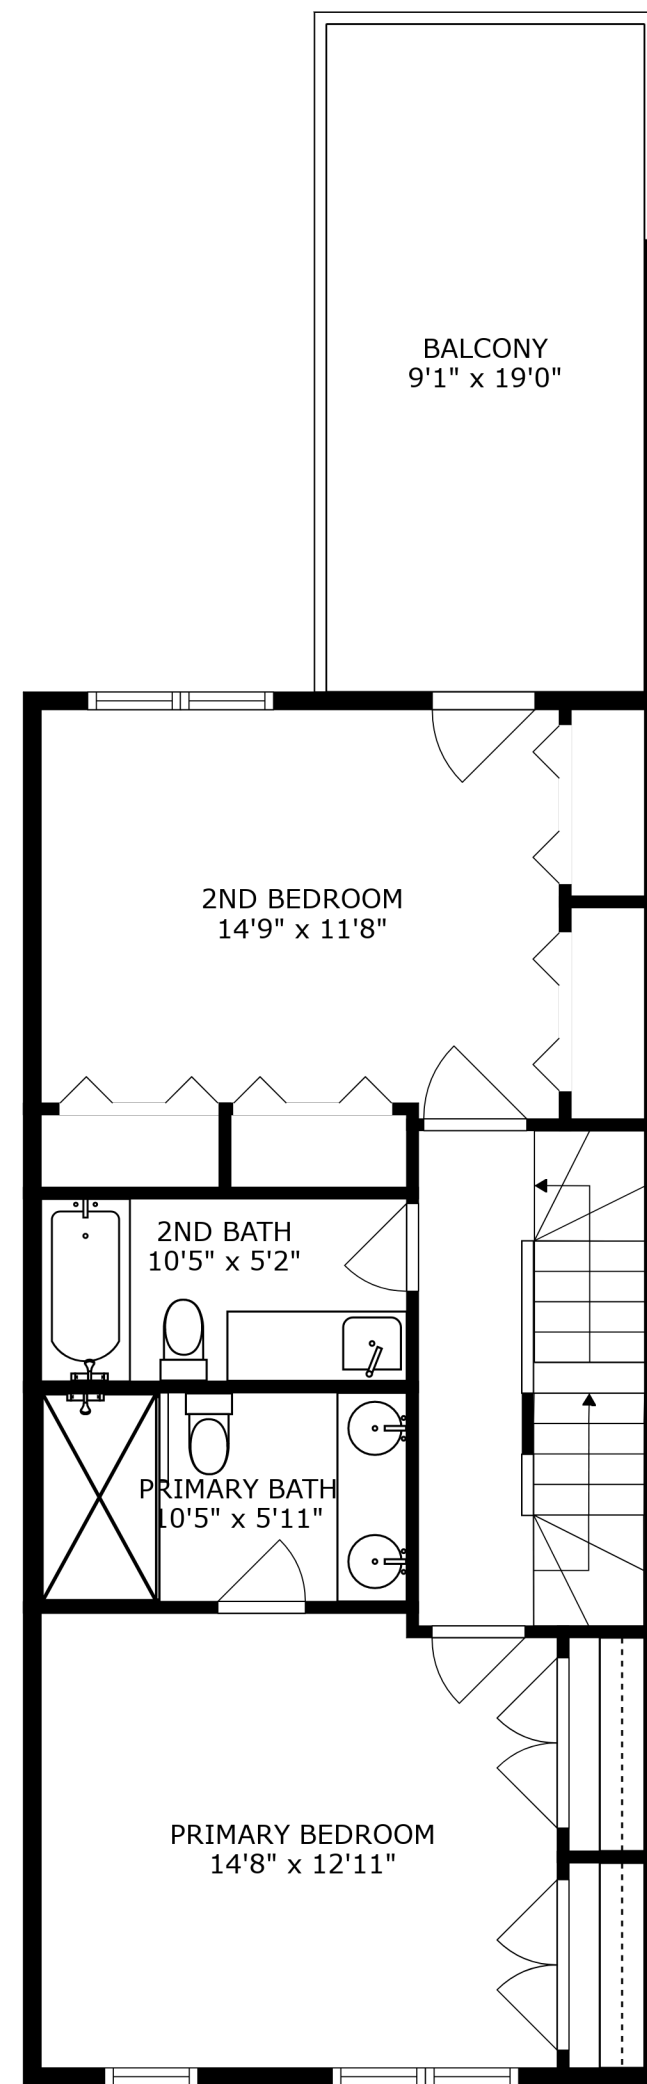 BALCONY
9'1" x 19'0"
2ND BEDROOM
14'9" x 11'8"
2ND BATH
10'5" x 5'2"
PRIMARY BATH
10'5" x 5'11"
PRIMARY BEDROOM
14'8" x 12'11"